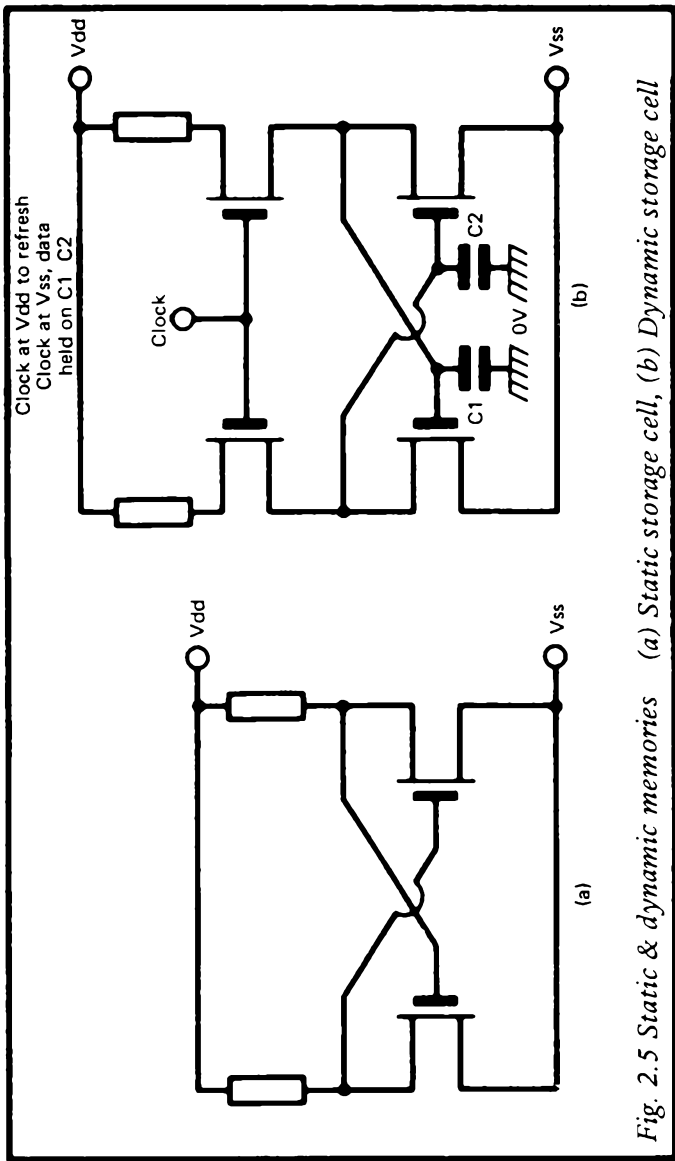 Clock at Vdd to refresh
Clock at Vss, data
held on C1 C2
Vdd
Vdd
Clock
C1
C2
0V
Vss
Vss
(a)
(b)
Fig. 2.5 Static & dynamic memories (a) Static storage cell, (b) Dynamic storage cell